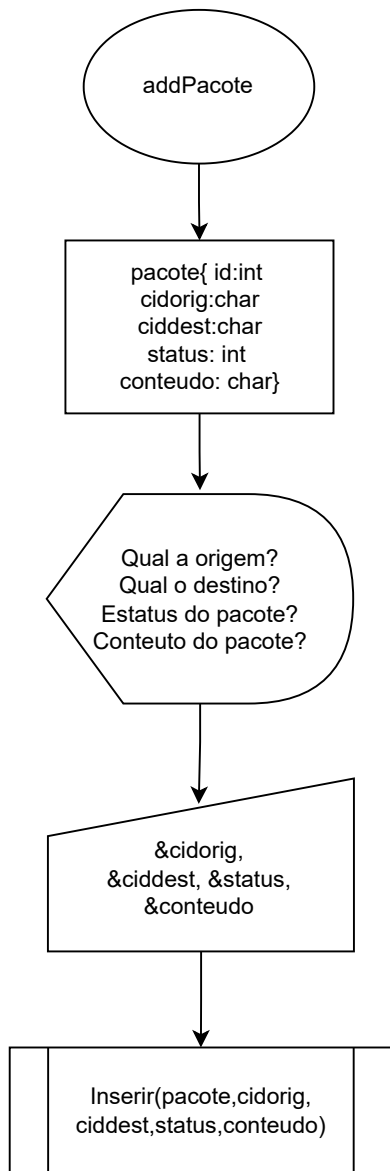 addPacote
pacote{ id:int
cidorig:char
ciddest:char
status: int
conteudo: char}
Qual a origem?
Qual o destino?
Estatus do pacote?
Conteuto do pacote?
&cidorig,
&ciddest, &status,
&conteudo
Inserir(pacote,cidorig,
ciddest,status,conteudo)